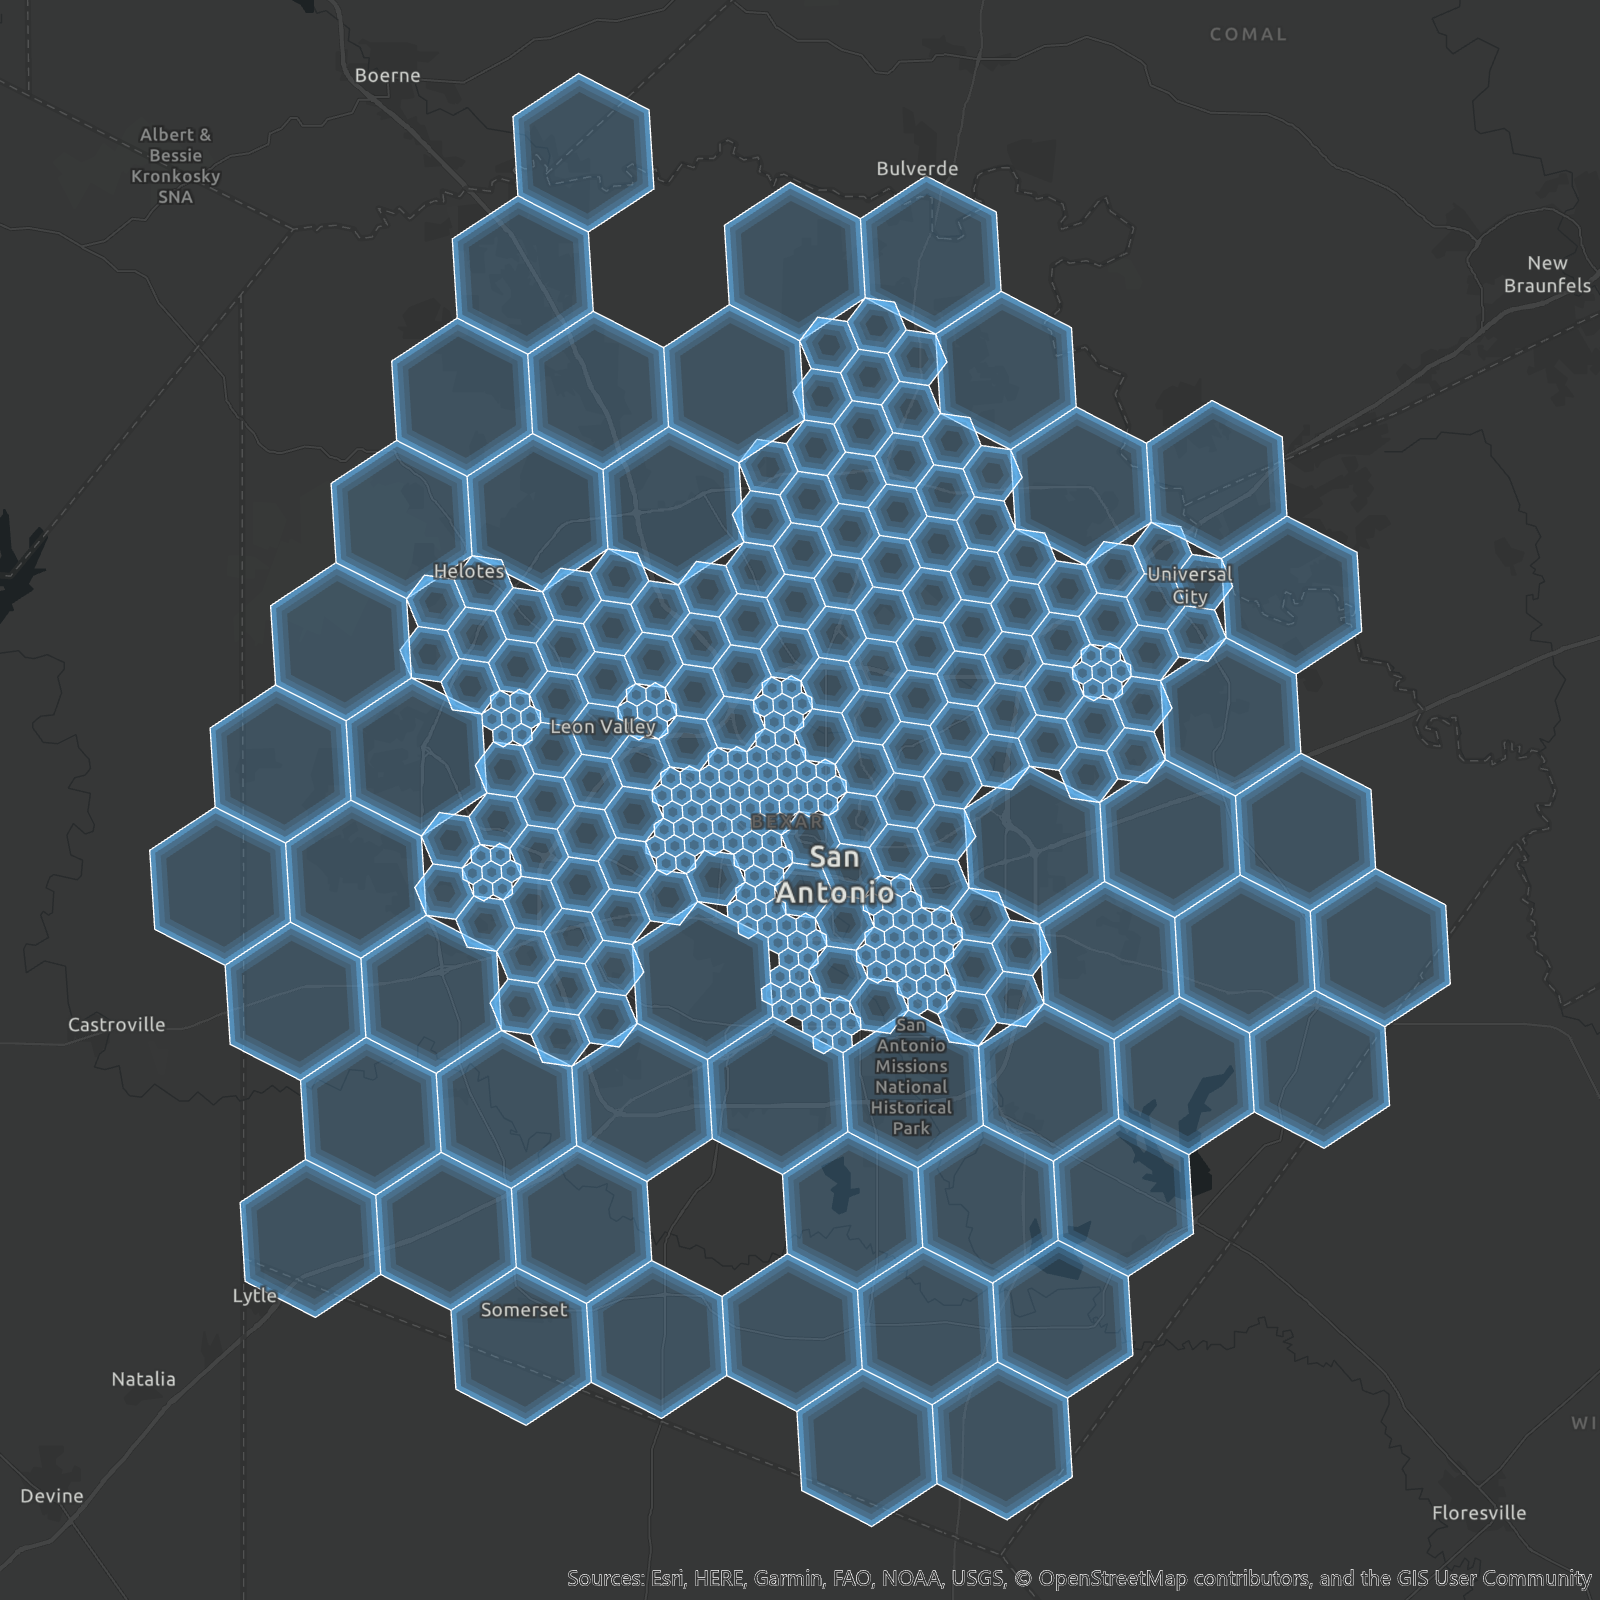 COMAL
Boerne
Albert &
Bessie
Kronkosky
SNA
Bulverde
New
Braunfels
Helotes
Universal
City
Leon Valley
BEXAR
San
Antonio
Castroville
San
Antonio
Missions
National
Historical
Park
Lytle
Somerset
Natalia
WI
Devine
Floresville
Sources: Esri, HERE, Garmin, FAO, NOAA, USGS, © OpenStreetMap contributors, and the GIS User Community